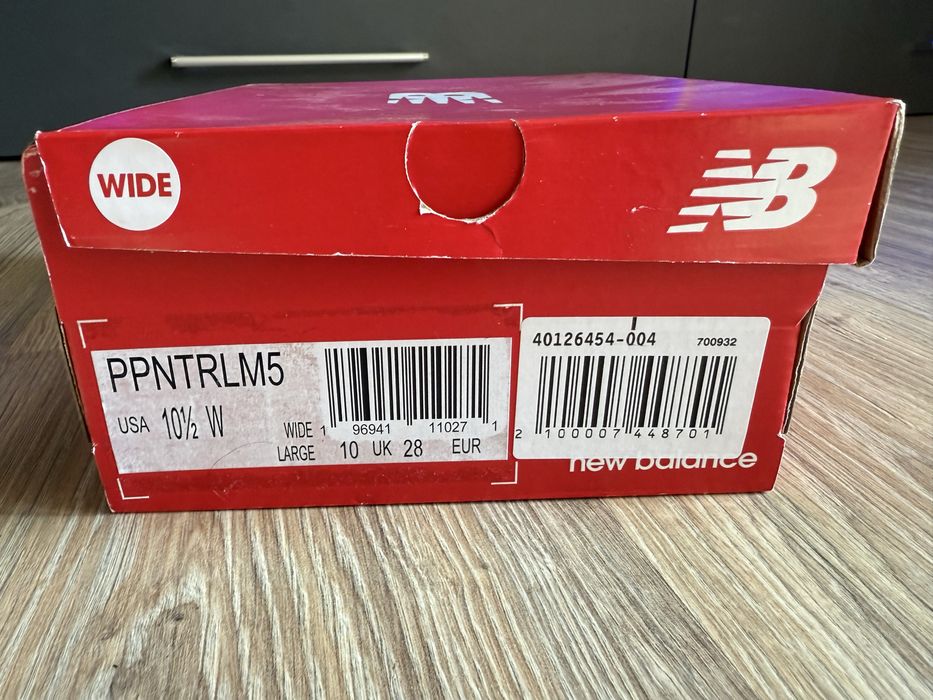 WIDE
NB
PPNTRLM5
USA 10½ W
WIDE
LARGE
1 96941 11027 1
10 UK 28 EUR
40126454-004 700932
2 100007 448701
new balance